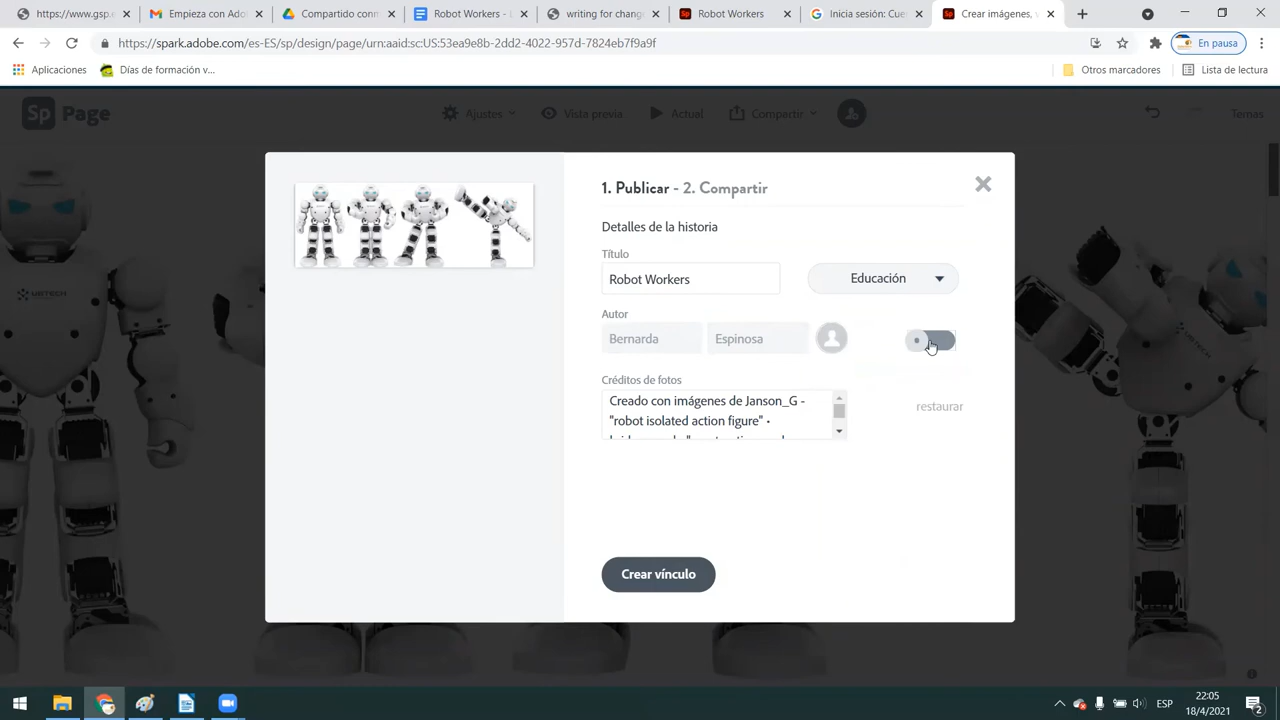 https://www.gsp.e
Empieza con Ado
Compartido conm
Robot Workers - L
writing for change
Robot Workers
Inicia sesión: Cue
Crear imágenes, v
https://spark.adobe.com/es-ES/sp/design/page/urn:aaid:sc:US:53ea9e8b-2dd2-4022-957d-7824eb7f9a9f
En pausa
Aplicaciones
Días de formación v...
Otros marcadores
Lista de lectura
Sp Page
Ajustes
Vista previa
Actual
Compartir
Temas
1. Publicar - 2. Compartir
Detalles de la historia
Título
Robot Workers
Educación
Autor
Bernarda
Espinosa
Créditos de fotos
Creado con imágenes de Janson_G -
"robot isolated action figure" •
restaurar
Crear vínculo
UBTECH
ESP
22:05
18/4/2021
2